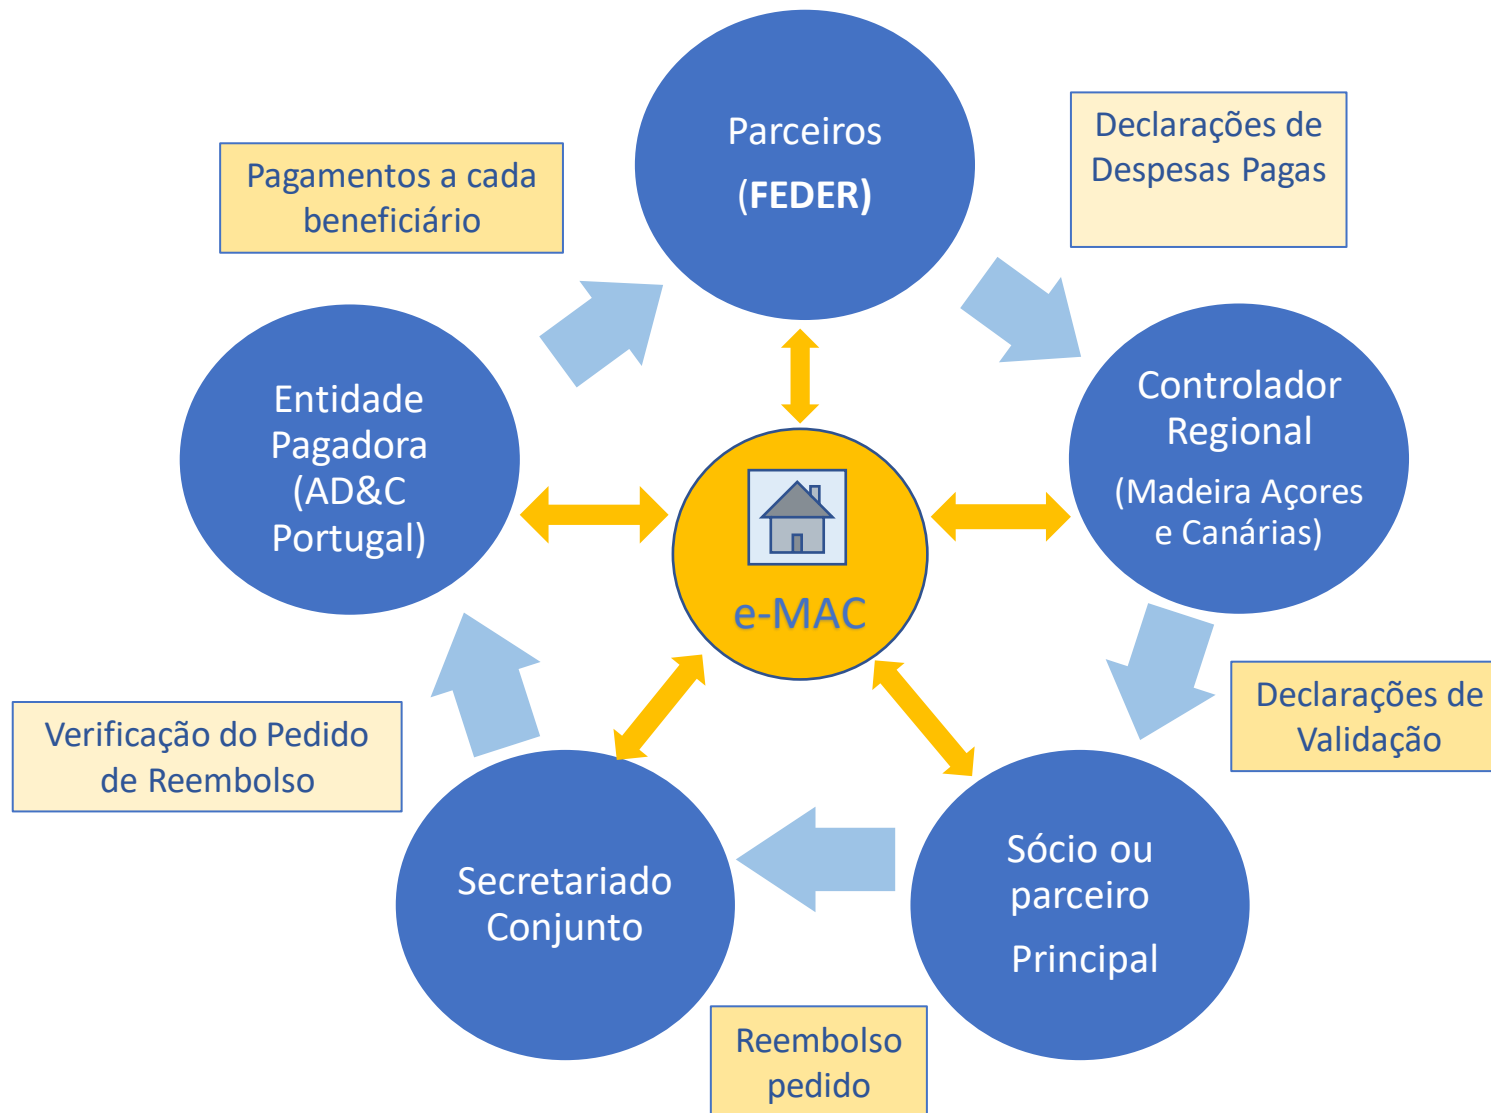 Parceiros
(FEDER)
Declarações de
Despesas Pagas
Pagamentos a cada
beneficiário
Entidade
Pagadora
(AD&C
Portugal)
Controlador
Regional
(Madeira Açores
e Canárias)
e-MAC
Declarações de
Validação
Verificação do Pedido
de Reembolso
Secretariado
Conjunto
Sócio ou
parceiro
Principal
Reembolso
pedido